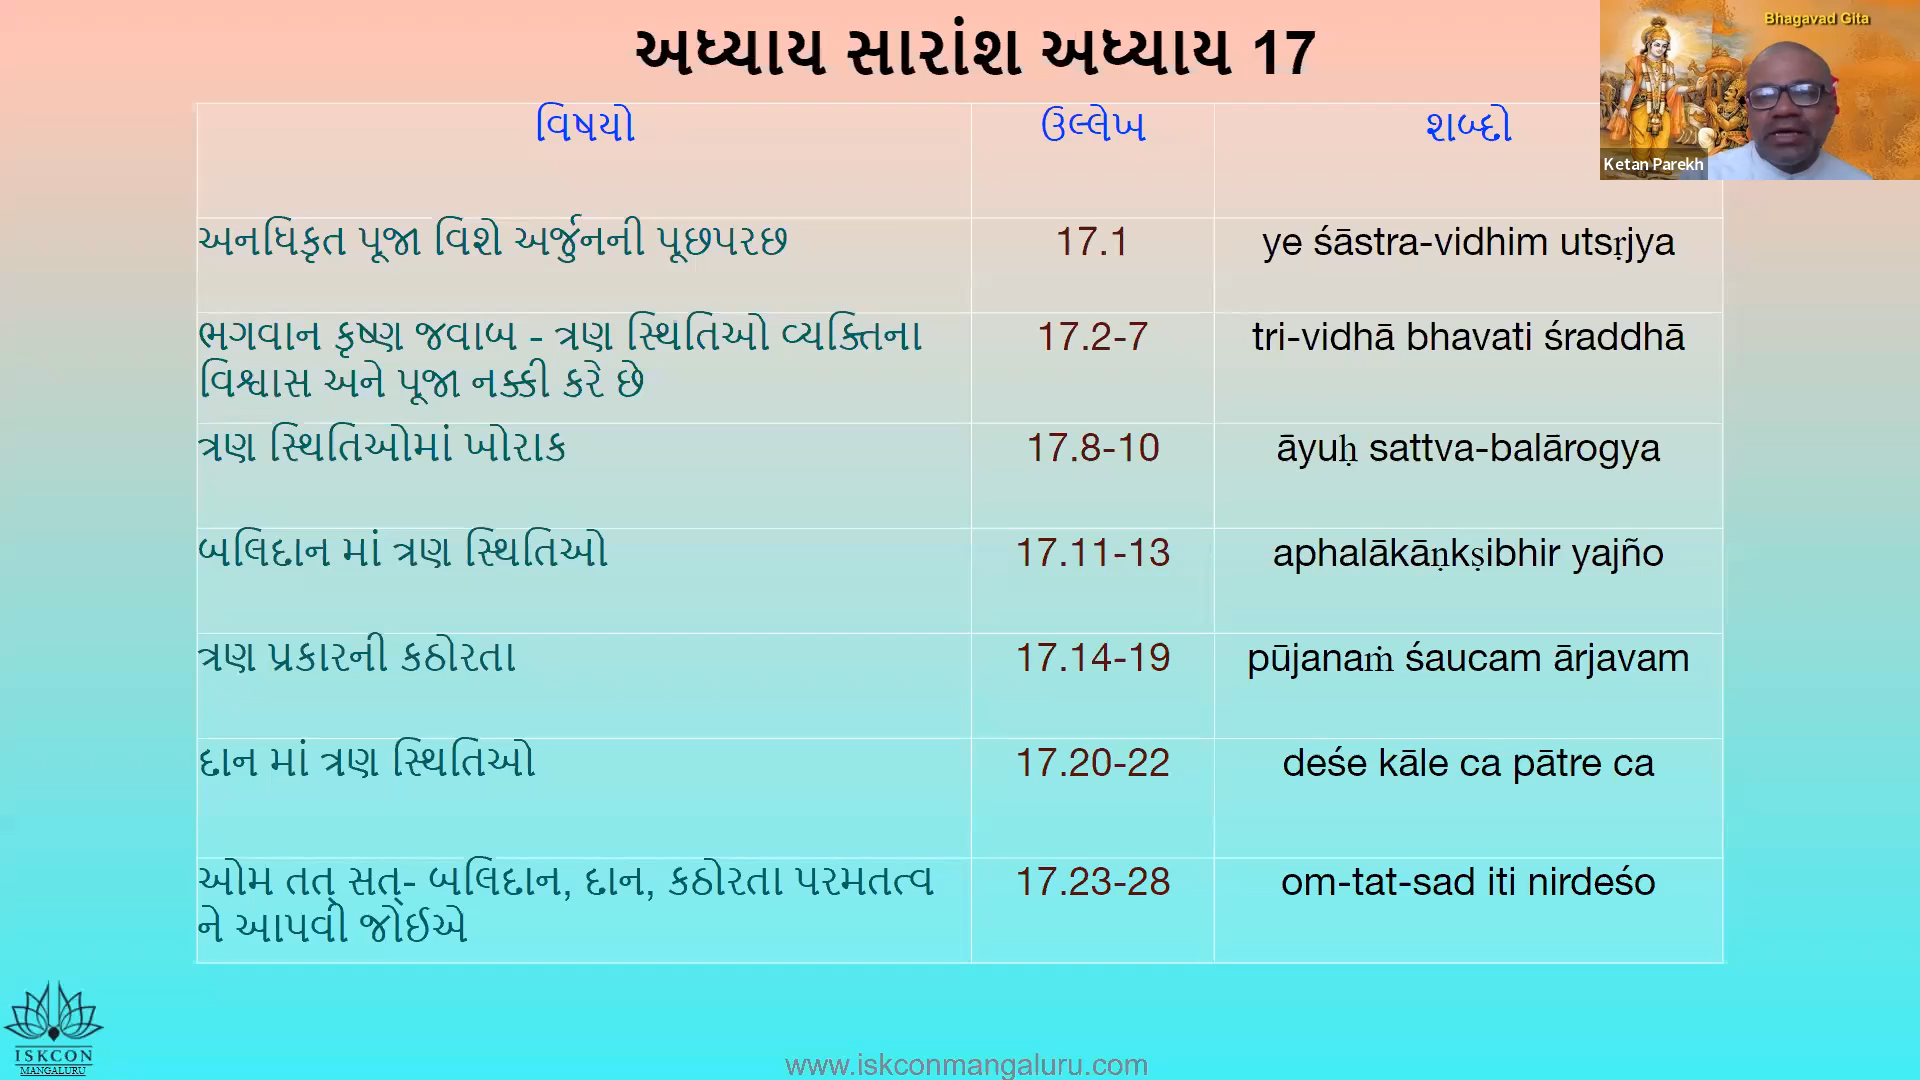 અધ્યાય સારાંશ અધ્યાય 17
Bhagavad Gita
Ketan Parekh
વિષયો ઉલ્લેખ શબ્દો
અનધિકૃત પૂજા વિશે અર્જુનની પૂછપરછ 17.1 ye śāstra-vidhim utsṛjya
ભગવાન કૃષ્ણ જવાબ - ત્રણ સ્થિતિઓ વ્યક્તિના 17.2-7 tri-vidhā bhavati śraddhā
વિશ્વાસ અને પૂજા નક્કી કરે છે
ત્રણ સ્થિતિઓમાં ખોરાક 17.8-10 āyuḥ sattva-balārogya
બલિદાન માં ત્રણ સ્થિતિઓ 17.11-13 aphalākāṇkṣibhir yajño
ત્રણ પ્રકારની કઠોરતા 17.14-19 pūjanaṁ śaucam ārjavam
દાન માં ત્રણ સ્થિતિઓ 17.20-22 deśe kāle ca pātre ca
ઓમ તત્ સત્- બલિદાન, દાન, કઠોરતા પરમતત્વ 17.23-28 om-tat-sad iti nirdeśo
ને આપવી જોઈએ
ISKCON
MANGALURU
www.iskconmangaluru.com